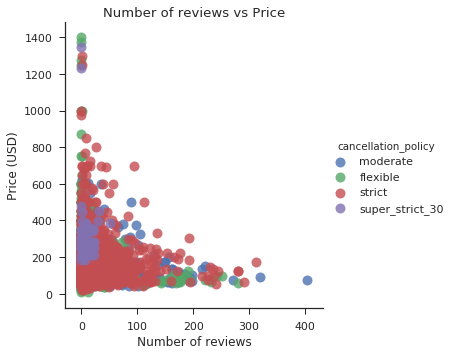 Number of reviews vs Price
1400
1200
1000
800
600
400
200
0
Price (USD)
0
100
200
300
400
Number of reviews
cancellation_policy
moderate
flexible
strict
super_strict_30